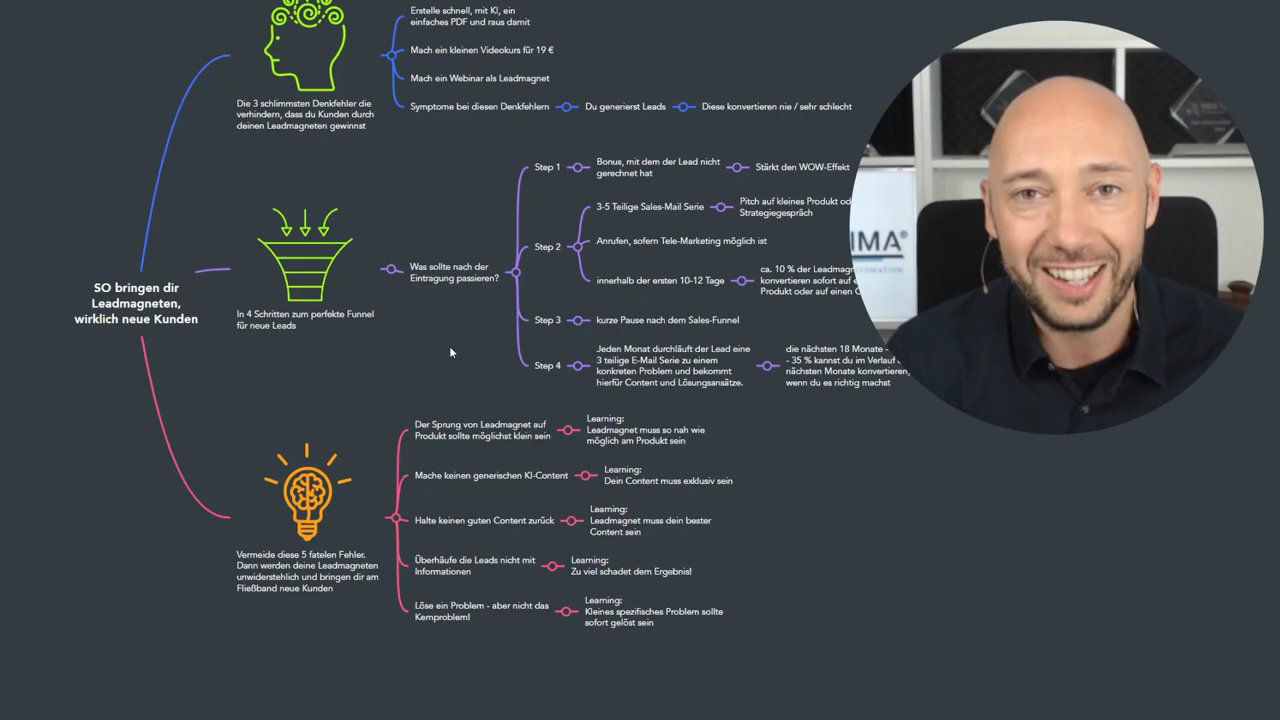 Erstelle schnell, mit Ki, ein
einfaches PDF und raus damit
Mach ein kleinen Videokurs für 19 €
Mach ein Webinar als Leadmagnet
Symptome bei diesen Denkfehlern
Du generierst Leads
Diese konvertieren nie / sehr schlecht
Die 3 schlimmsten Denkfehler die
verhindern, dass du Kunden durch
deinen Leadmagneten gewinnst
SO bringen dir
Leadmagneten,
wirklich neue Kunden
In 4 Schritten zum perfekte Funnel
für neue Leads
Was sollte nach der
Eintragung passieren?
Step 1
Bonus, mit dem der Lead nicht
gerechnet hat
Stärkt den WOW-Effekt
Step 2
3-5 Teilige Sales-Mail Serie
Pitch auf kleines Produkt
Strategiegespräch
Anrufen, sofern Tele-Marketing möglich ist
innerhalb der ersten 10-12 Tage
ca. 10 % der
konvertieren sofort auf
Produkt oder auf einen
Step 3
kurze Pause nach dem Sales-Funnel
Step 4
Jeden Monat durchläuft der Lead eine
3 teilige E-Mail Serie zu einem
konkreten Problem und bekommt
hierfür Content und Lösungsansätze.
die nächsten 18 Monate -
- 35 % kannst du im Verlauf
nächsten Monate konvertieren,
wenn du es richtig machst
Vermeide diese 5 fatelen Fehler.
Dann werden deine Leadmagneten
unwiderstehlich und bringen dir am
Fließband neue Kunden
Der Sprung von Leadmagnet auf
Produkt sollte möglichst klein sein
Learning:
Leadmagnet muss so nah wie
möglich am Produkt sein
Mache keinen generischen KI-Content
Learning:
Dein Content muss exklusiv sein
Halte keinen guten Content zurück
Learning:
Leadmagnet muss dein bester
Content sein
Überhäufe die Leads nicht mit
Informationen
Learning:
Zu viel schadet dem Ergebnis!
Löse ein Problem - aber nicht das
Kernproblem!
Learning:
Kleines spezifisches Problem sollte
sofort gelöst sein
IMA®